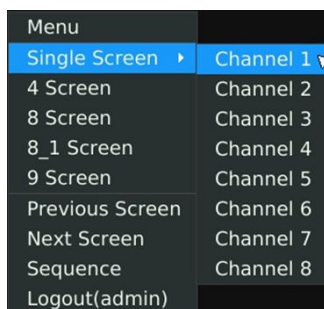 Menu
Single Screen
4 Screen
8 Screen
8_1 Screen
9 Screen
Previous Screen
Next Screen
Sequence
Logout(admin)
Channel 1
Channel 2
Channel 3
Channel 4
Channel 5
Channel 6
Channel 7
Channel 8